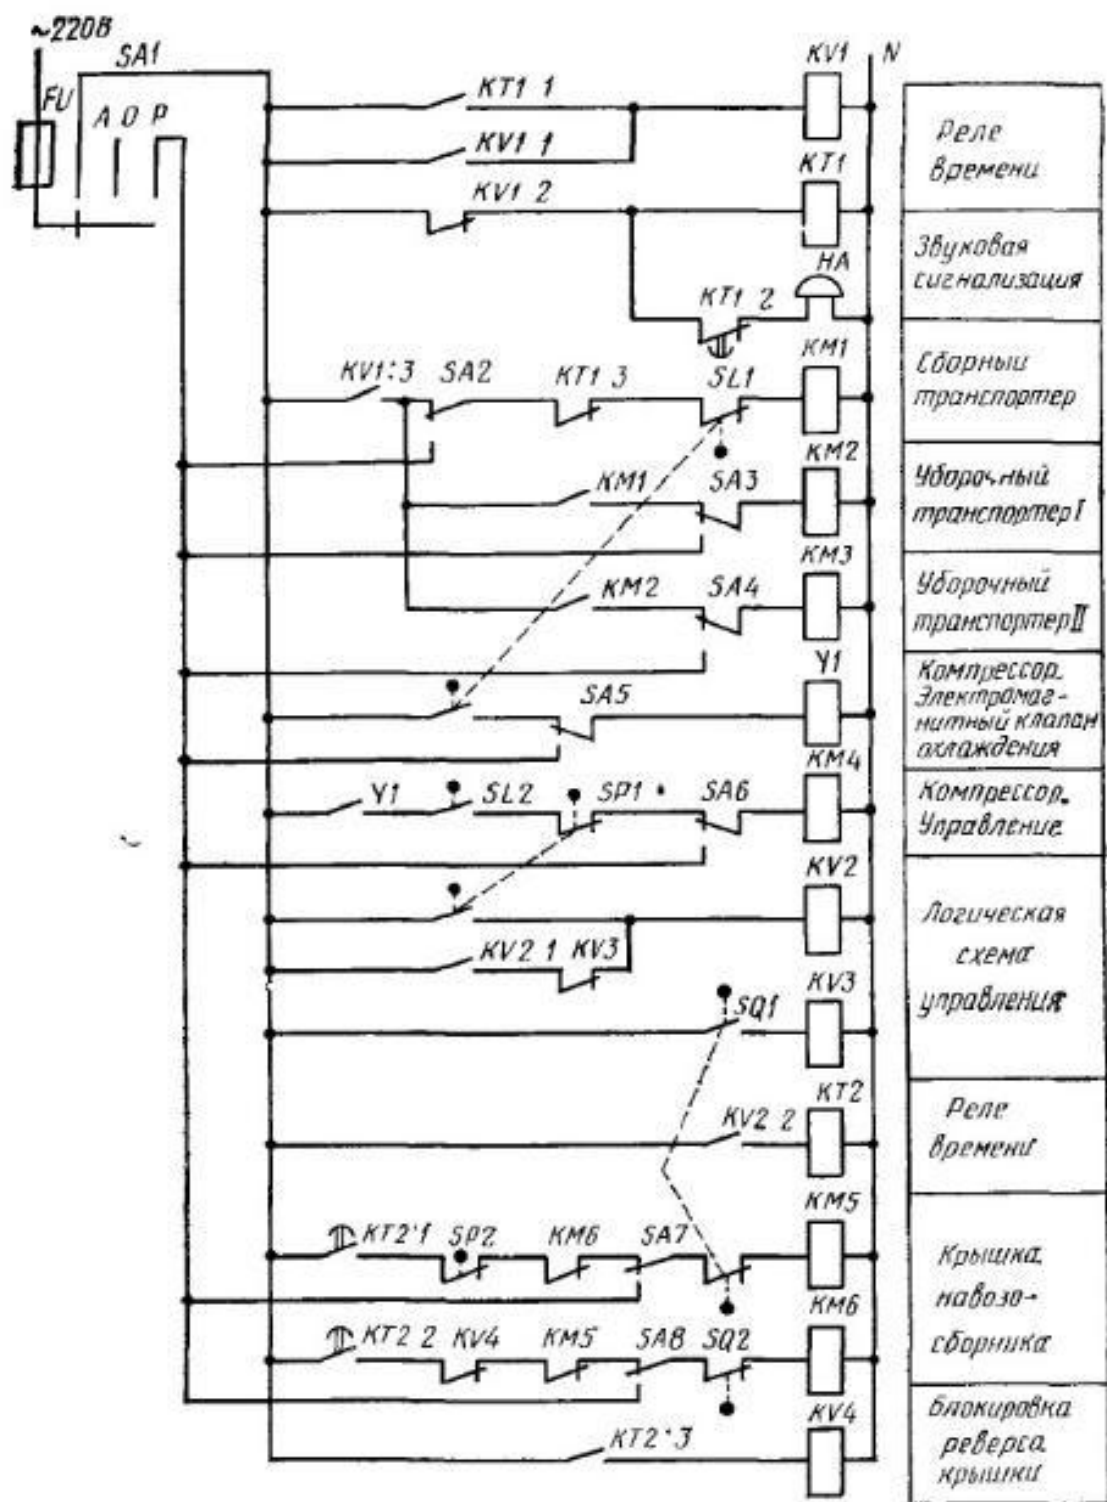 ~220В
SA1
FU
А О Р
KT1 1
KV1
N
KV1 1
KT1
KV1 2
HA
KT1 2
KM1
KV1:3
SA2
KT1 3
SL1
KM2
KM1
SA3
KM3
KM2
SA4
Y1
SA5
KM4
Y1
SL2
SP1
SA6
KV2
KV2 1
KV3
KV3
SQ1
KT2
KV2 2
KM5
KT2·1
SP2
KM6
SA7
KM6
KT2 2
KV4
KM5
SA8
SQ2
KV4
KT2·3
Реле
времени
Звуковая
сигнализация
Сборный
транспортер
Уборочный
транспортер I
Уборочный
транспортер II
Компрессор.
Электромаг-
нитный клапан
охлаждения
Компрессор.
Управление
Логическая
схема
управления
Реле
времени
Крышка
навозо-
сборника
Блокировка
реверса
крышки